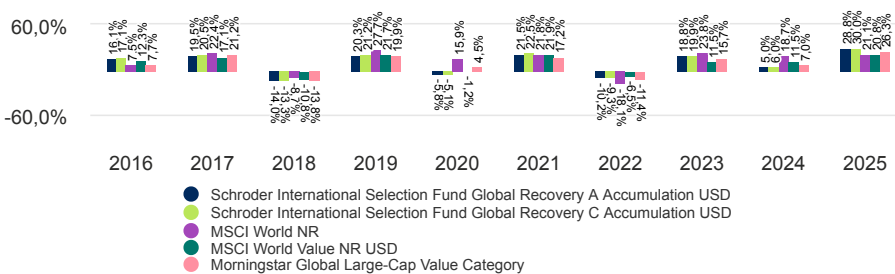 60,0%
16,1% 17,1% 7,5% 12,3% 7,7% 19,5% 20,5% 22,4% 17,1% 21,2% 20,3% 21,2% 27,7% 21,7% 19,9% 15,9% 4,5% 21,5% 22,5% 21,8% 21,9% 17,2% 18,8% 19,9% 23,8% 11,5% 15,7% 5,0% 6,0% 18,7% 11,5% 7,0% 28,8% 30,0% 21,1% 20,8% 26,3%
-14,0% -13,3% -8,7% -10,8% -13,8% -5,8% -5,1% -1,2% -10,2% -9,3% -18,1% -6,5% -11,4%
-60,0%
2016 2017 2018 2019 2020 2021 2022 2023 2024 2025
Schroder International Selection Fund Global Recovery A Accumulation USD
Schroder International Selection Fund Global Recovery C Accumulation USD
MSCI World NR
MSCI World Value NR USD
Morningstar Global Large-Cap Value Category